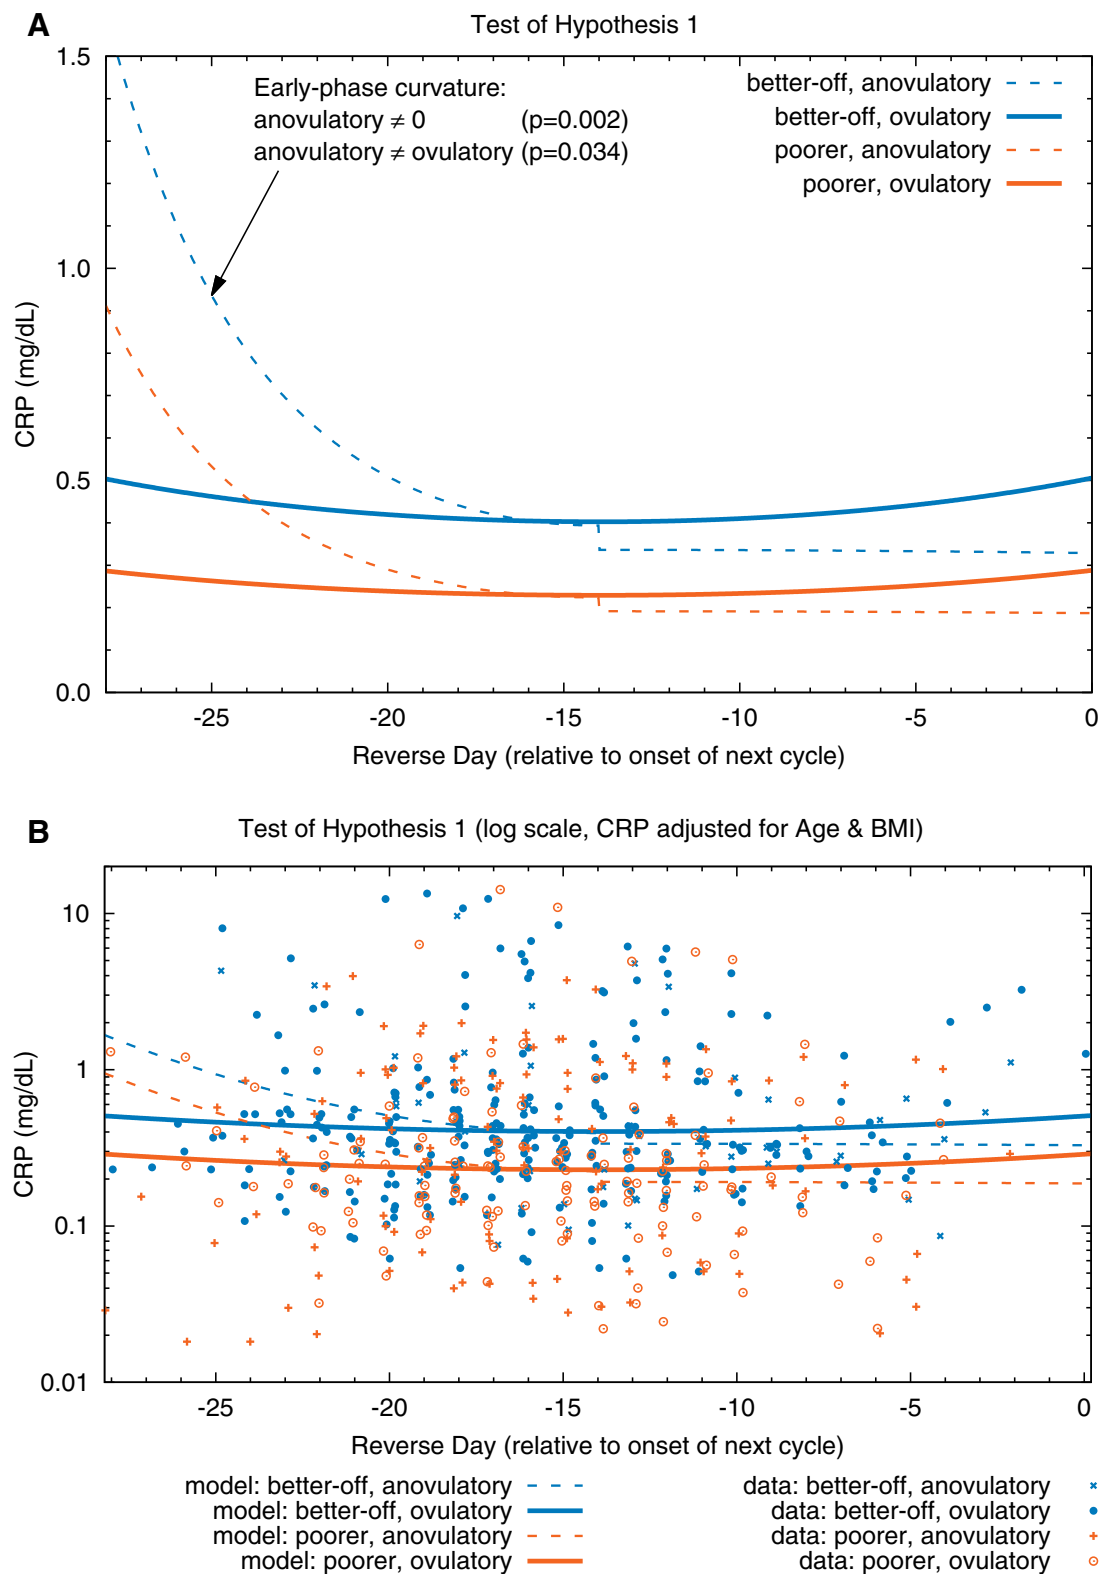 A
Test of Hypothesis 1
1.5
1.0
0.5
0.0
CRP (mg/dL)
Early-phase curvature:
anovulatory ≠ 0 (p=0.002)
anovulatory ≠ ovulatory (p=0.034)
better-off, anovulatory
better-off, ovulatory
poorer, anovulatory
poorer, ovulatory
-25 -20 -15 -10 -5 0
Reverse Day (relative to onset of next cycle)
B
Test of Hypothesis 1 (log scale, CRP adjusted for Age & BMI)
10
1
0.1
0.01
CRP (mg/dL)
-25 -20 -15 -10 -5 0
Reverse Day (relative to onset of next cycle)
model: better-off, anovulatory
model: better-off, ovulatory
model: poorer, anovulatory
model: poorer, ovulatory
data: better-off, anovulatory
data: better-off, ovulatory
data: poorer, anovulatory
data: poorer, ovulatory